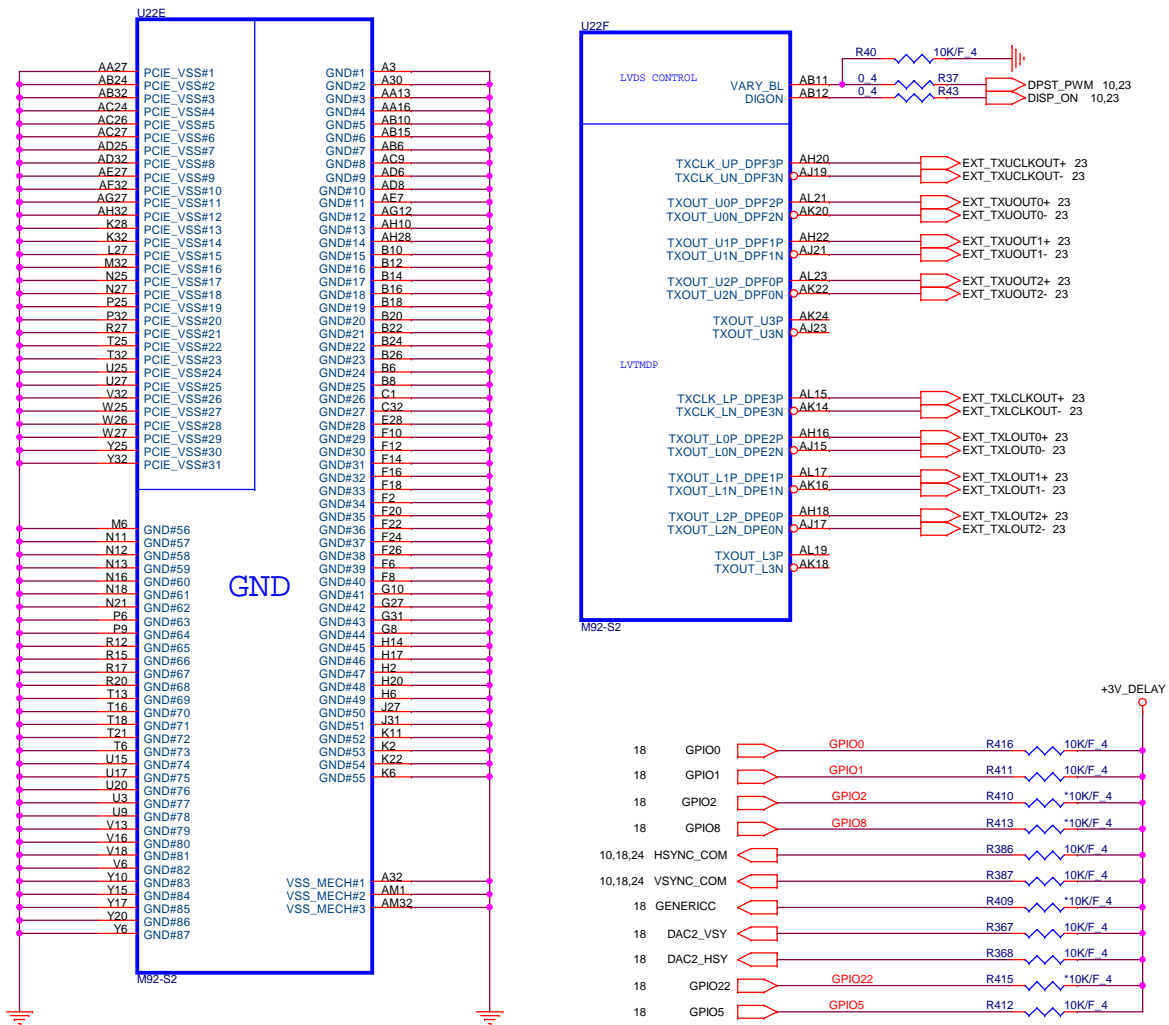 U22E
AA27 PCIE_VSS#1 GND#1 A3
AB24 PCIE_VSS#2 GND#2 A30
AB32 PCIE_VSS#3 GND#3 AA13
AC24 PCIE_VSS#4 GND#4 AA16
AC26 PCIE_VSS#5 GND#5 AB10
AC27 PCIE_VSS#6 GND#6 AB15
AD25 PCIE_VSS#7 GND#7 AB6
AD32 PCIE_VSS#8 GND#8 AC9
AE27 PCIE_VSS#9 GND#9 AD6
AF32 PCIE_VSS#10 GND#10 AD8
AG27 PCIE_VSS#11 GND#11 AE7
AH32 PCIE_VSS#12 GND#12 AG12
K28 PCIE_VSS#13 GND#13 AH10
K32 PCIE_VSS#14 GND#14 AH28
L27 PCIE_VSS#15 GND#15 B10
M32 PCIE_VSS#16 GND#16 B12
N25 PCIE_VSS#17 GND#17 B14
N27 PCIE_VSS#18 GND#18 B16
P25 PCIE_VSS#19 GND#19 B18
P32 PCIE_VSS#20 GND#20 B20
R27 PCIE_VSS#21 GND#21 B22
T25 PCIE_VSS#22 GND#22 B24
T32 PCIE_VSS#23 GND#23 B26
U25 PCIE_VSS#24 GND#24 B6
U27 PCIE_VSS#25 GND#25 B8
V32 PCIE_VSS#26 GND#26 C1
W25 PCIE_VSS#27 GND#27 C32
W26 PCIE_VSS#28 GND#28 E28
W27 PCIE_VSS#29 GND#29 F10
Y25 PCIE_VSS#30 GND#30 F12
Y32 PCIE_VSS#31 GND#31 F14
GND#32 F16
GND#33 F18
GND#34 F2
GND#35 F20
M6 GND#56 GND#36 F22
N11 GND#57 GND#37 F24
N12 GND#58 GND#38 F26
N13 GND#59 GND#39 F6
N16 GND#60 GND#40 F8
N18 GND#61 GND#41 G10
N21 GND#62 GND#42 G27
P6 GND#63 GND#43 G31
P9 GND#64 GND#44 G8
R12 GND#65 GND#45 H14
R15 GND#66 GND#46 H17
R17 GND#67 GND#47 H2
R20 GND#68 GND#48 H20
T13 GND#69 GND#49 H6
T16 GND#70 GND#50 J27
T18 GND#71 GND#51 J31
T21 GND#72 GND#52 K11
T6 GND#73 GND#53 K2
U15 GND#74 GND#54 K22
U17 GND#75 GND#55 K6
U20 GND#76
U3 GND#77
U9 GND#78
V13 GND#79
V16 GND#80
V18 GND#81
V6 GND#82
Y10 GND#83 VSS_MECH#1 A32
Y15 GND#84 VSS_MECH#2 AM1
Y17 GND#85 VSS_MECH#3 AM32
Y20 GND#86
Y6 GND#87
GND
M92-S2
U22F
R40 10K/F_4
LVDS CONTROL
VARY_BL AB11 0_4 R37 DPST_PWM 10,23
DIGON AB12 0_4 R43 DISP_ON 10,23
TXCLK_UP_DPF3P AH20 EXT_TXUCLKOUT+ 23
TXCLK_UN_DPF3N AJ19 EXT_TXUCLKOUT- 23
TXOUT_U0P_DPF2P AL21 EXT_TXUOUT0+ 23
TXOUT_U0N_DPF2N AK20 EXT_TXUOUT0- 23
TXOUT_U1P_DPF1P AH22 EXT_TXUOUT1+ 23
TXOUT_U1N_DPF1N AJ21 EXT_TXUOUT1- 23
TXOUT_U2P_DPF0P AL23 EXT_TXUOUT2+ 23
TXOUT_U2N_DPF0N AK22 EXT_TXUOUT2- 23
TXOUT_U3P AK24
TXOUT_U3N AJ23
LVTMDP
TXCLK_LP_DPE3P AL15 EXT_TXLCLKOUT+ 23
TXCLK_LN_DPE3N AK14 EXT_TXLCLKOUT- 23
TXOUT_L0P_DPE2P AH16 EXT_TXLOUT0+ 23
TXOUT_L0N_DPE2N AJ15 EXT_TXLOUT0- 23
TXOUT_L1P_DPE1P AL17 EXT_TXLOUT1+ 23
TXOUT_L1N_DPE1N AK16 EXT_TXLOUT1- 23
TXOUT_L2P_DPE0P AH18 EXT_TXLOUT2+ 23
TXOUT_L2N_DPE0N AJ17 EXT_TXLOUT2- 23
TXOUT_L3P AL19
TXOUT_L3N AK18
M92-S2
+3V_DELAY
18 GPIO0 GPIO0 R416 10K/F_4
18 GPIO1 GPIO1 R411 10K/F_4
18 GPIO2 GPIO2 R410 *10K/F_4
18 GPIO8 GPIO8 R413 *10K/F_4
10,18,24 HSYNC_COM R386 10K/F_4
10,18,24 VSYNC_COM R387 10K/F_4
18 GENERICC R409 *10K/F_4
18 DAC2_VSY R367 10K/F_4
18 DAC2_HSY R368 10K/F_4
18 GPIO22 GPIO22 R415 *10K/F_4
18 GPIO5 GPIO5 R412 10K/F_4